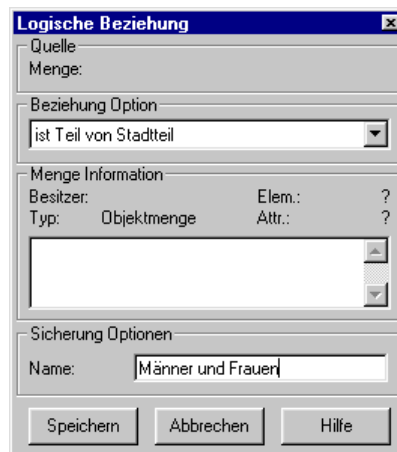 Logische Beziehung
Quelle
Menge:
Beziehung Option
ist Teil von Stadtteil
Menge Information
Besitzer: Elem.: ?
Typ: Objektmenge Attr.: ?
Sicherung Optionen
Name: Männer und Frauen
Speichern Abbrechen Hilfe